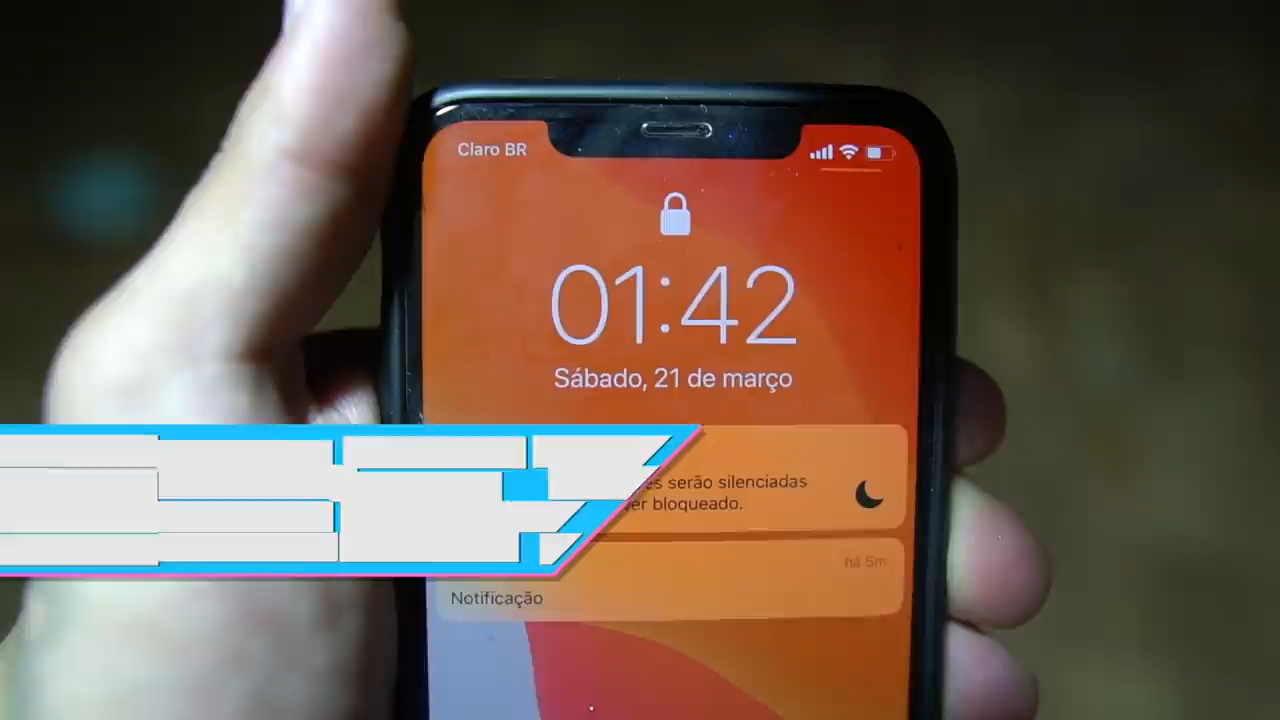 Claro BR
01:42
Sábado, 21 de março
serão silenciadas
bloqueado.
há 5m
Notificação